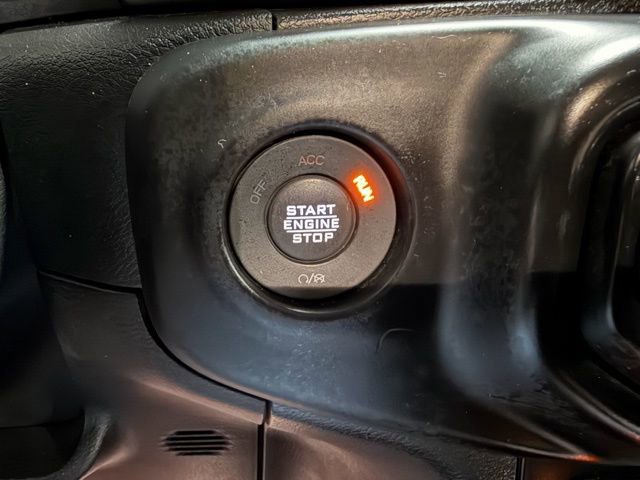 ACC
OFF
RUN
START
ENGINE
STOP